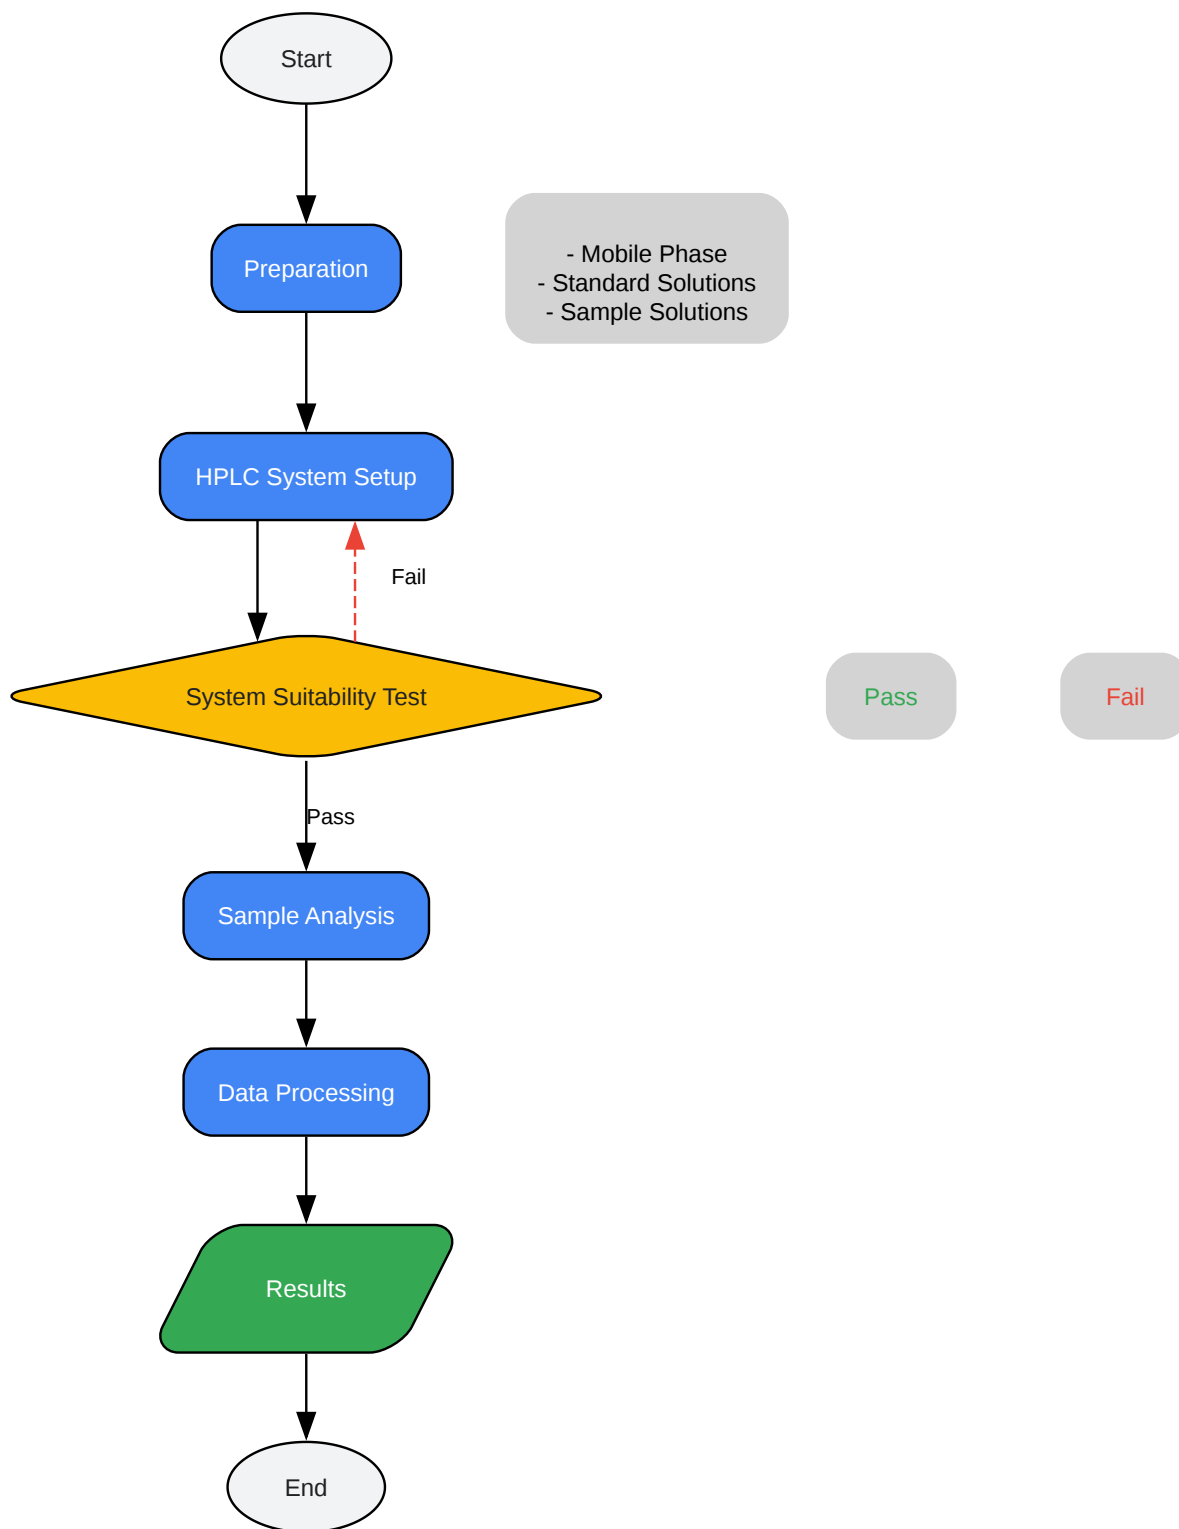 Start
Preparation
- Mobile Phase
- Standard Solutions
- Sample Solutions
HPLC System Setup
Fail
System Suitability Test
Pass
Fail
Pass
Sample Analysis
Data Processing
Results
End